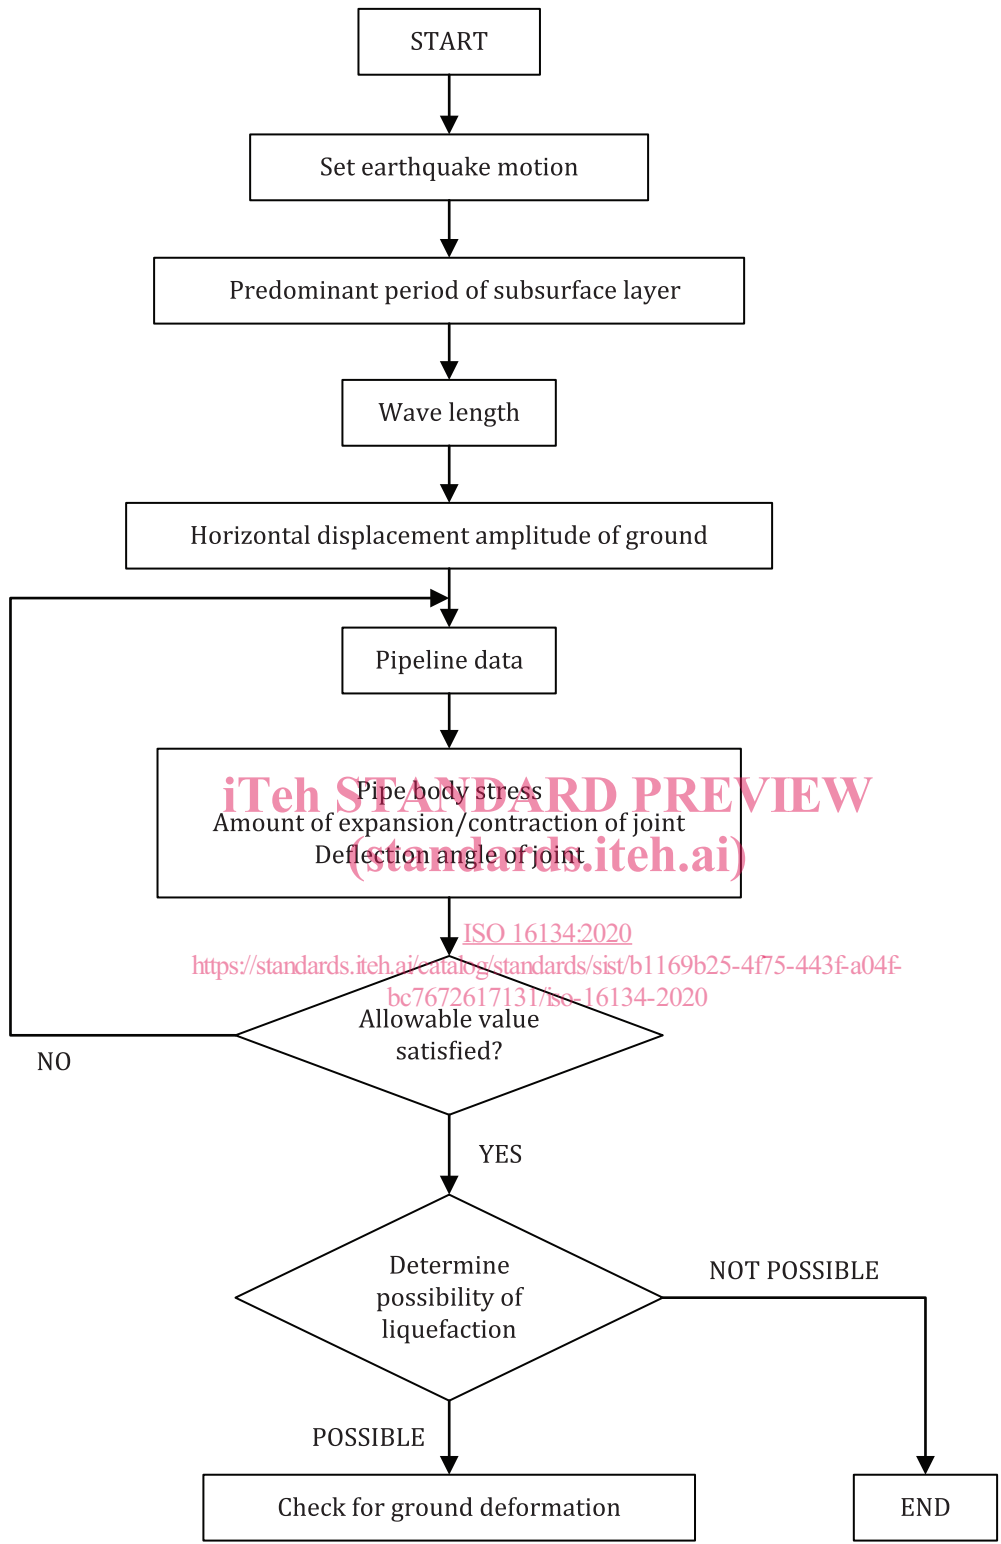 START
Set earthquake motion
Predominant period of subsurface layer
Wave length
Horizontal displacement amplitude of ground
Pipeline data
iTeh STANDARD PREVIEW
Pipe body stress
Amount of expansion/contraction of joint
Deflection angle of joint
(standards.iteh.ai)
ISO 16134:2020
https://standards.iteh.ai/catalog/standards/sist/b1169b25-4f75-443f-a04f-
bc7672617131/iso-16134-2020
Allowable value
satisfied?
NO
YES
Determine
possibility of
liquefaction
NOT POSSIBLE
POSSIBLE
Check for ground deformation
END